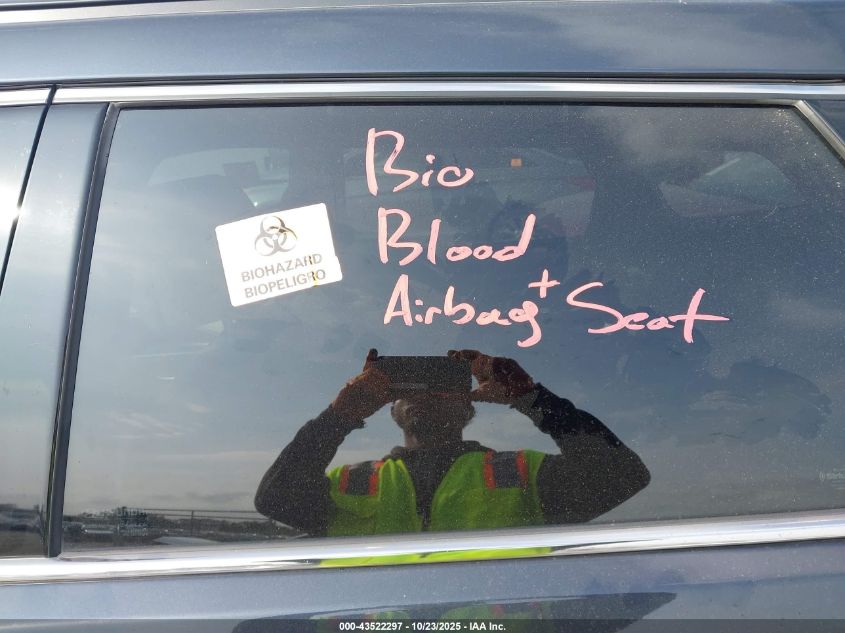 Bio
Blood
Airbag + Seat
BIOHAZARD
BIOPELIGRO
000-43522297 - 10/23/2025 - IAA Inc.